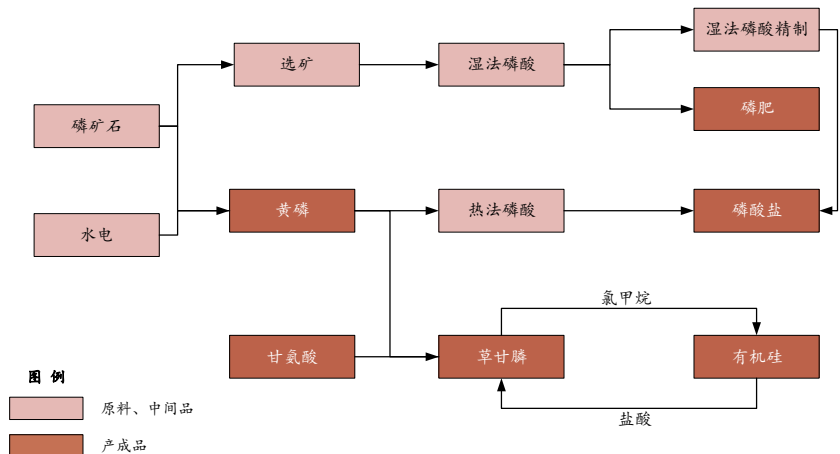 湿法磷酸精制
选矿
湿法磷酸
磷肥
磷矿石
黄磷
热法磷酸
磷酸盐
水电
氯甲烷
甘氨酸
草甘膦
有机硅
盐酸
图 例
原料、中间品
产成品